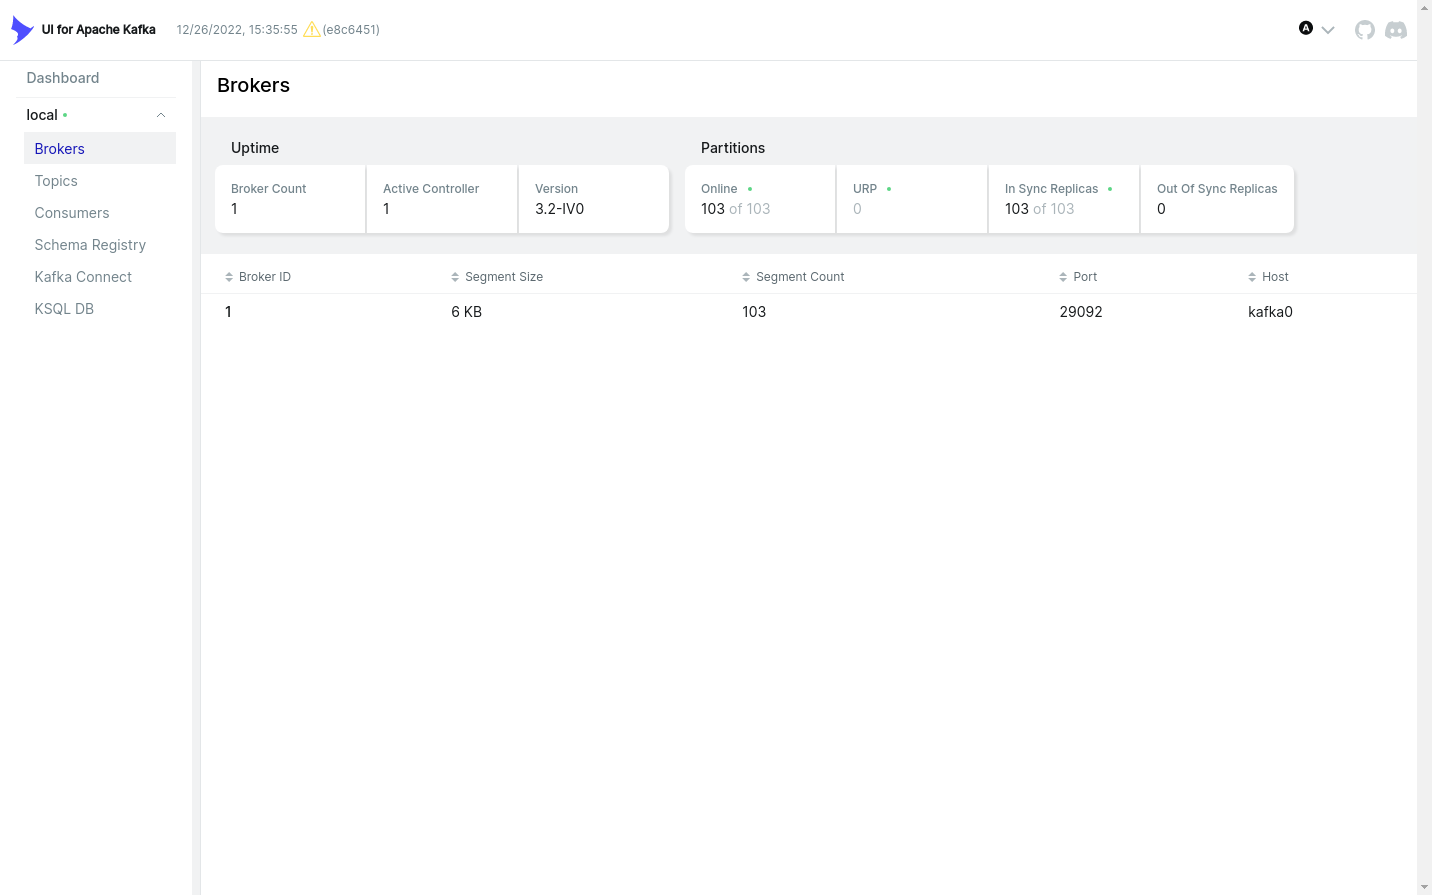 UI for Apache Kafka 12/26/2022, 15:35:55 (e8c6451) A
Dashboard
local
Brokers
Topics
Consumers
Schema Registry
Kafka Connect
KSQL DB
Brokers
Uptime
Broker Count
1
Active Controller
1
Version
3.2-IV0
Partitions
Online
103 of 103
URP
0
In Sync Replicas
103 of 103
Out Of Sync Replicas
0
Broker ID Segment Size Segment Count Port Host
1 6 KB 103 29092 kafka0